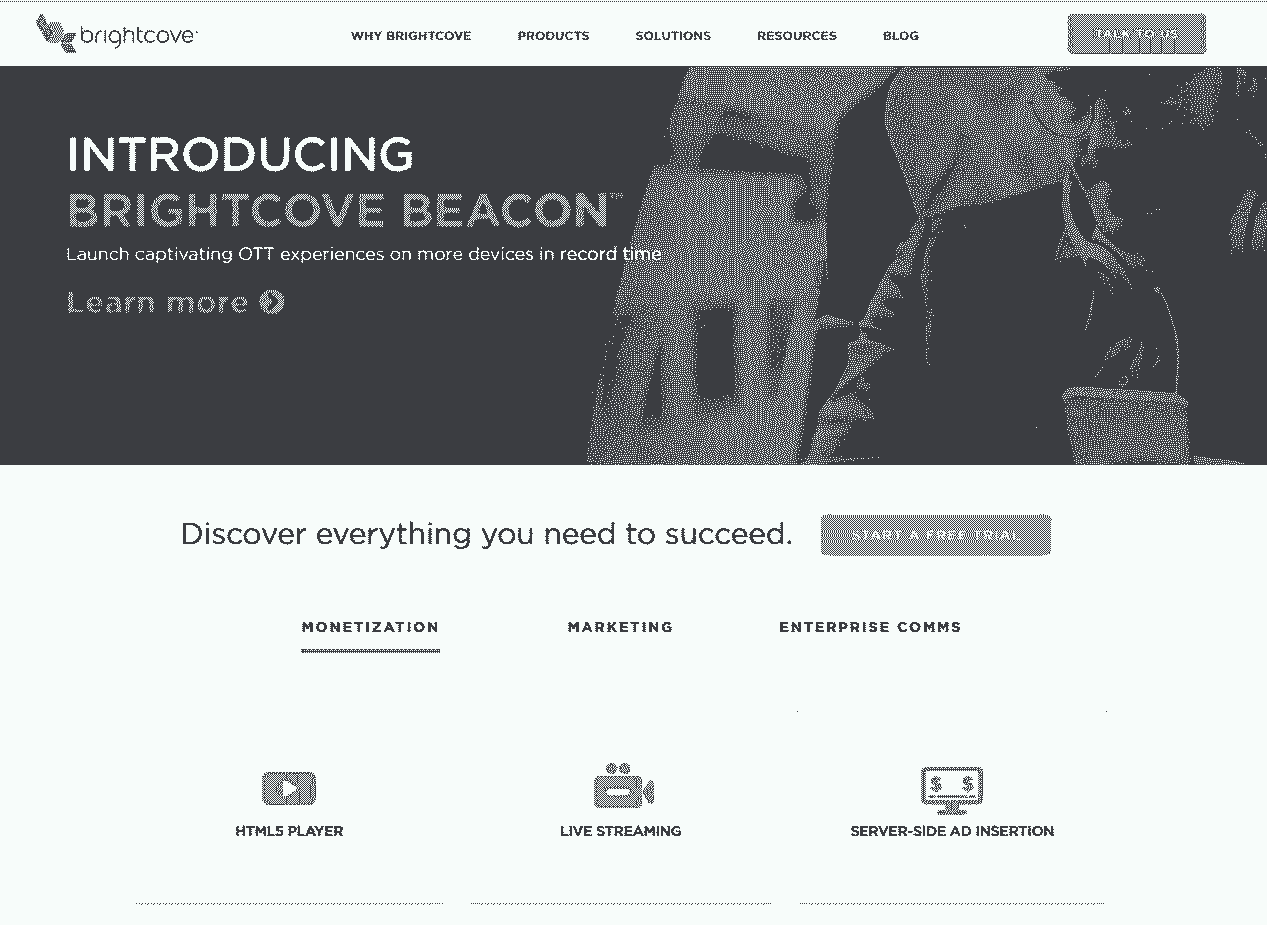 brightcove
WHY BRIGHTCOVE PRODUCTS SOLUTIONS RESOURCES BLOG TALK TO US
INTRODUCING
BRIGHTCOVE BEACON™
Launch captivating OTT experiences on more devices in record time
Learn more
Discover everything you need to succeed. START A FREE TRIAL
MONETIZATION MARKETING ENTERPRISE COMMS
$ $
HTML5 PLAYER LIVE STREAMING SERVER-SIDE AD INSERTION